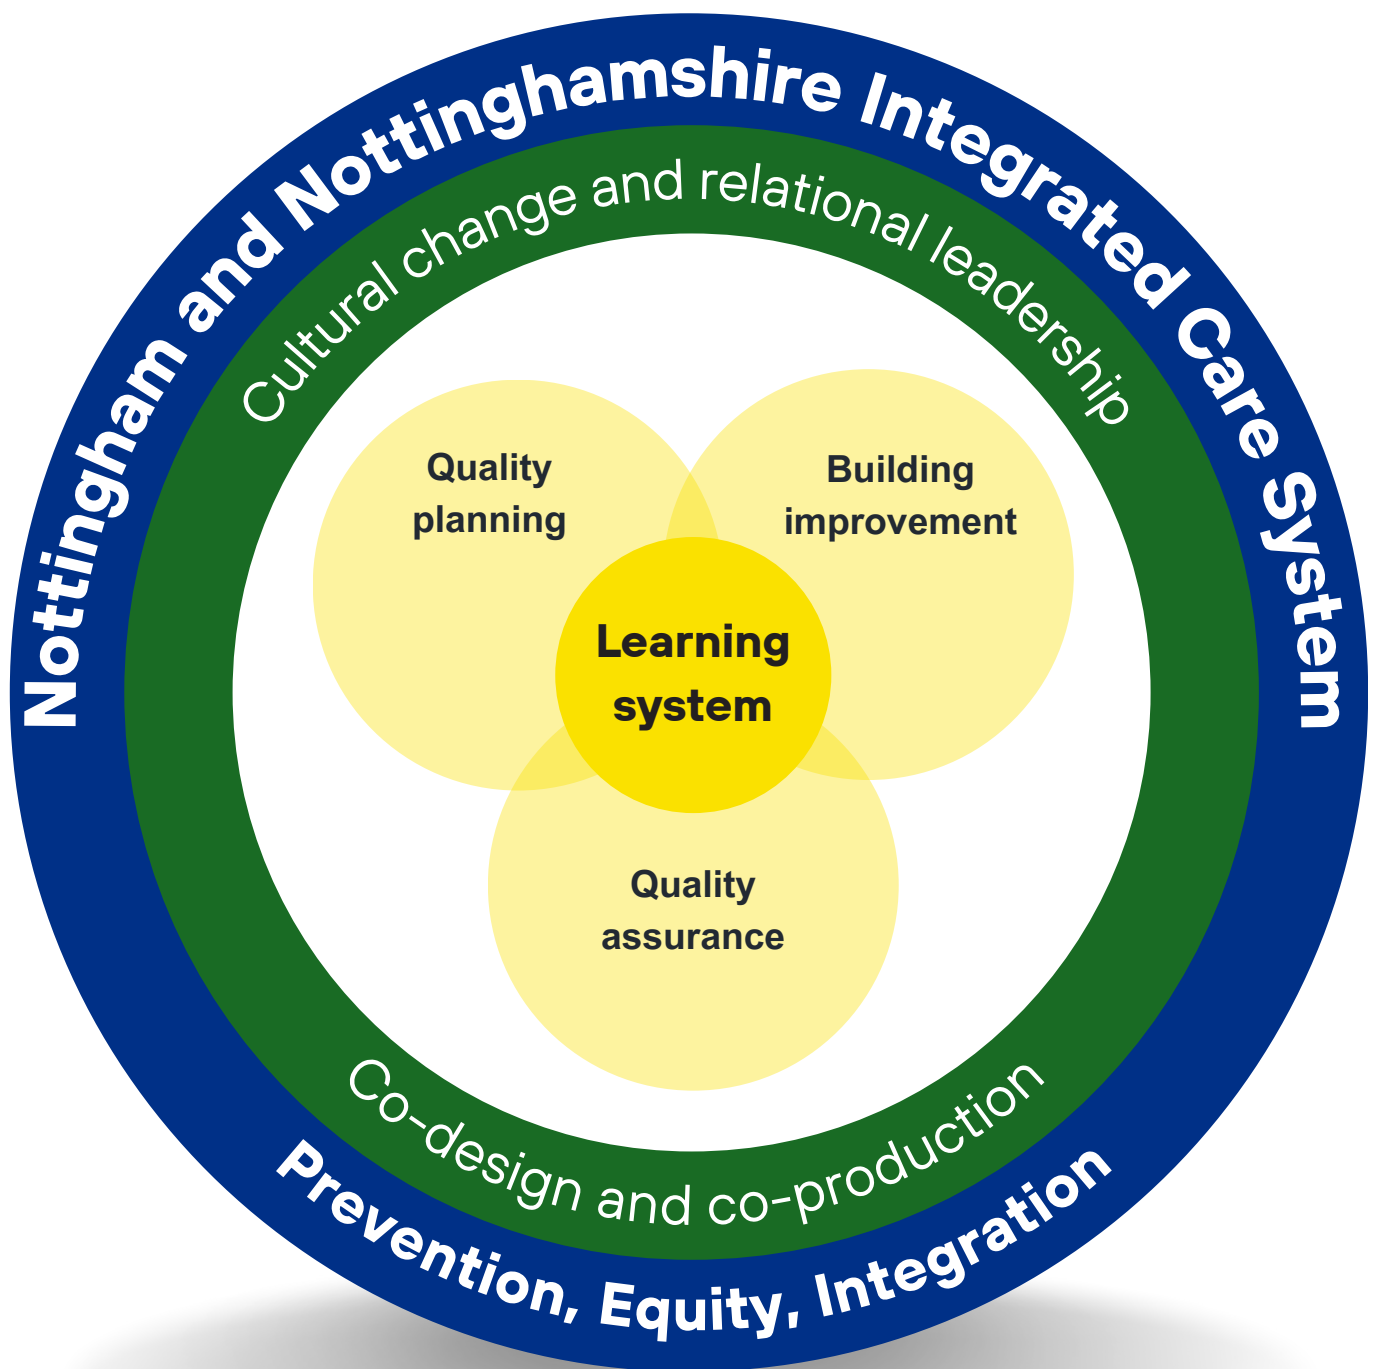 Nottingham and Nottinghamshire Integrated Care System
Cultural change and relational leadership
Quality
planning
Building
improvement
Learning
system
Quality
assurance
Co-design and co-production
Prevention, Equity, Integration